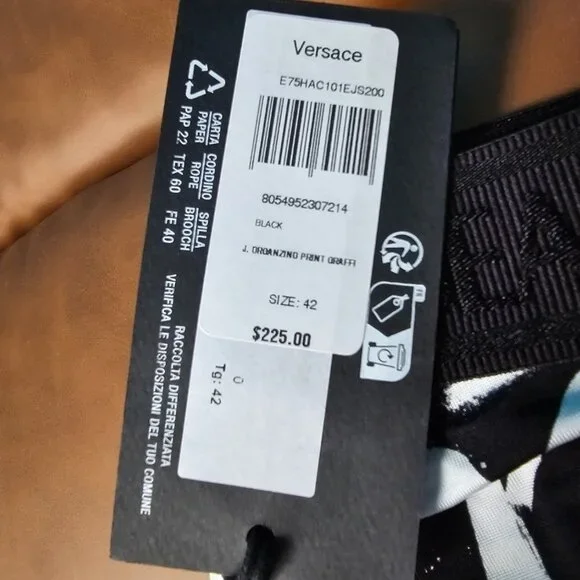 Versace
E75HAC101EJS200
8054952307214
BLACK
J. ORGANZINO PRINT GRAFFI
SIZE: 42
$225.00
0
Tg: 42
CARTA CORDINO SPILLA
PAPER ROPE BROOCH
PAP 22 TEX 60 FE 40
RACCOLTA DIFFERENZIATA
VERIFICA LE DISPOSIZIONI DEL TUO COMUNE
FR